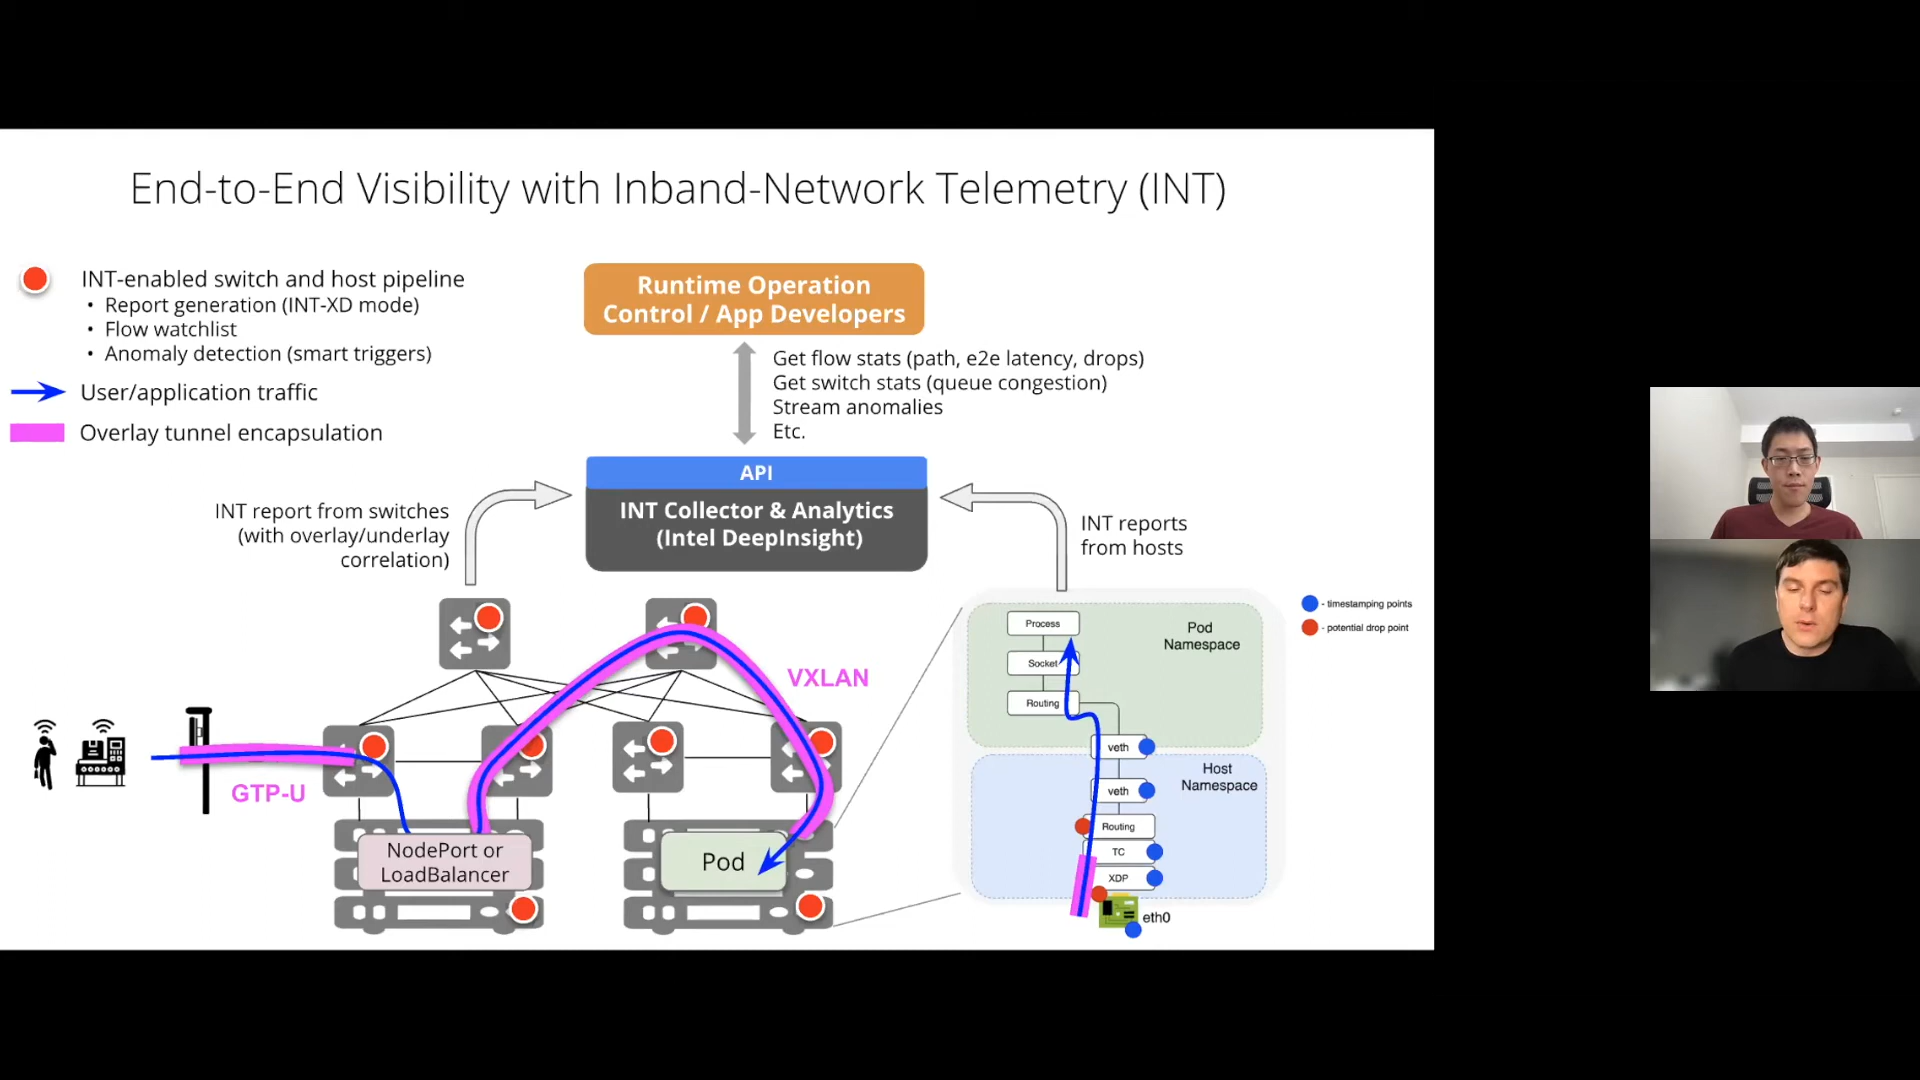 End-to-End Visibility with Inband-Network Telemetry (INT)
INT-enabled switch and host pipeline
• Report generation (INT-XD mode)
• Flow watchlist
• Anomaly detection (smart triggers)
User/application traffic
Overlay tunnel encapsulation
Runtime Operation
Control / App Developers
Get flow stats (path, e2e latency, drops)
Get switch stats (queue congestion)
Stream anomalies
Etc.
API
INT Collector & Analytics
(Intel DeepInsight)
INT report from switches
(with overlay/underlay
correlation)
INT reports
from hosts
VXLAN
GTP-U
NodePort or
LoadBalancer
Pod
Process
Socket
Routing
Pod
Namespace
veth
Host
Namespace
veth
Routing
TC
XDP
eth0
- timestamping points
- potential drop point